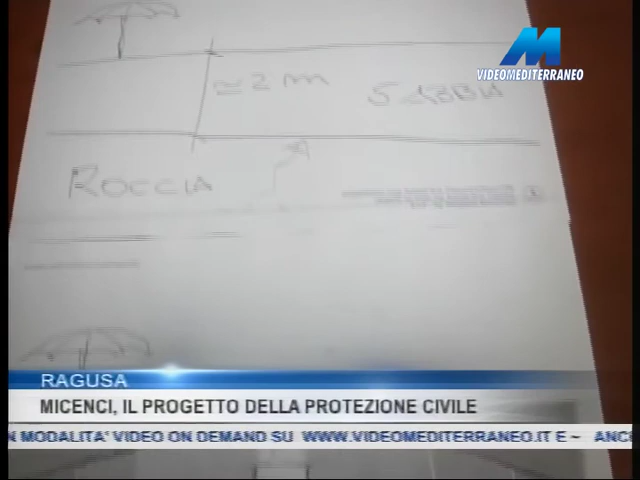 VIDEOMEDITERRANEO
≃ 2 m
SABBIA
ROCCIA
RAGUSA
MICENCI, IL PROGETTO DELLA PROTEZIONE CIVILE
N MODALITA' VIDEO ON DEMAND SU WWW.VIDEOMEDITERRANEO.IT E ~ ANC